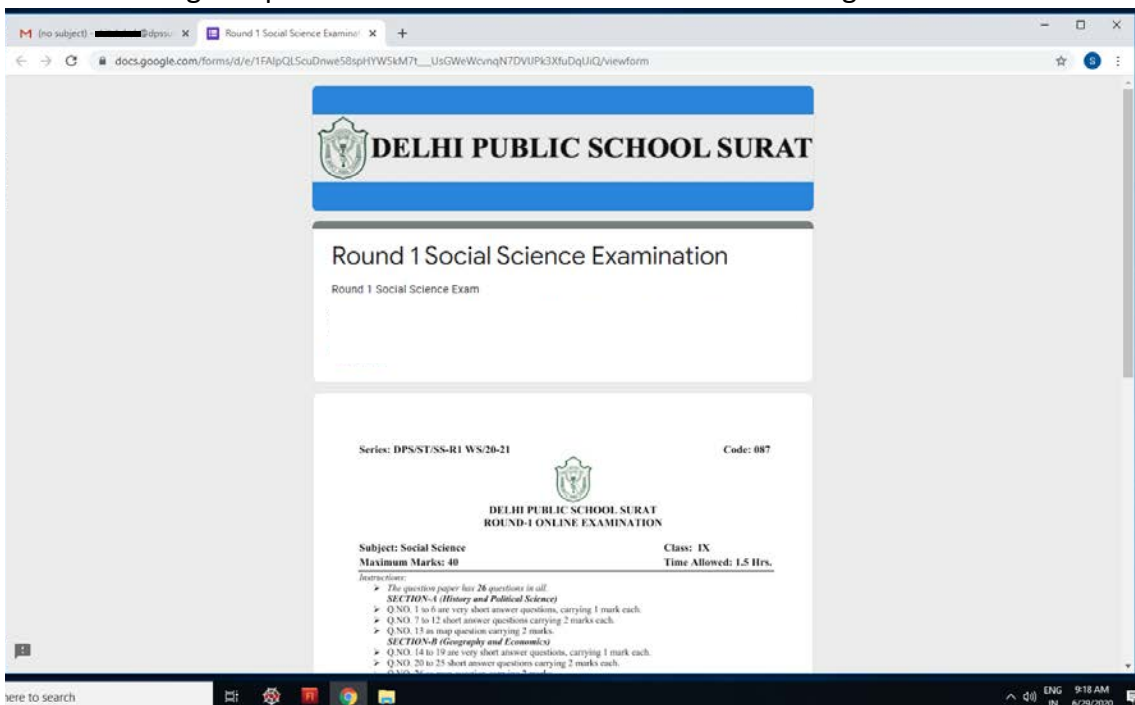 (no subject) - @dpssu
Round 1 Social Science Examinat
docs.google.com/forms/d/e/1FAIpQLScuDnwe58spHYW5kM7t__UsGWeWcvnqN7DVUPk3XfuDqUiQ/viewform
S
DELHI PUBLIC SCHOOL SURAT
Round 1 Social Science Examination
Round 1 Social Science Exam
Series: DPS/ST/SS-R1 WS/20-21 Code: 087
DELHI PUBLIC SCHOOL SURAT
ROUND-1 ONLINE EXAMINATION
Subject: Social Science Class: IX
Maximum Marks: 40 Time Allowed: 1.5 Hrs.
Instructions:
➤ The question paper has 26 questions in all.
SECTION-A (History and Political Science)
➤ Q.NO. 1 to 6 are very short answer questions, carrying 1 mark each.
➤ Q.NO. 7 to 12 short answer questions carrying 2 marks each.
➤ Q.NO. 13 as map question carrying 2 marks.
SECTION-B (Geography and Economics)
➤ Q.NO. 14 to 19 are very short answer questions, carrying 1 mark each.
➤ Q.NO. 20 to 25 short answer questions carrying 2 marks each.
here to search
ENG 9:18 AM
IN 6/29/2020